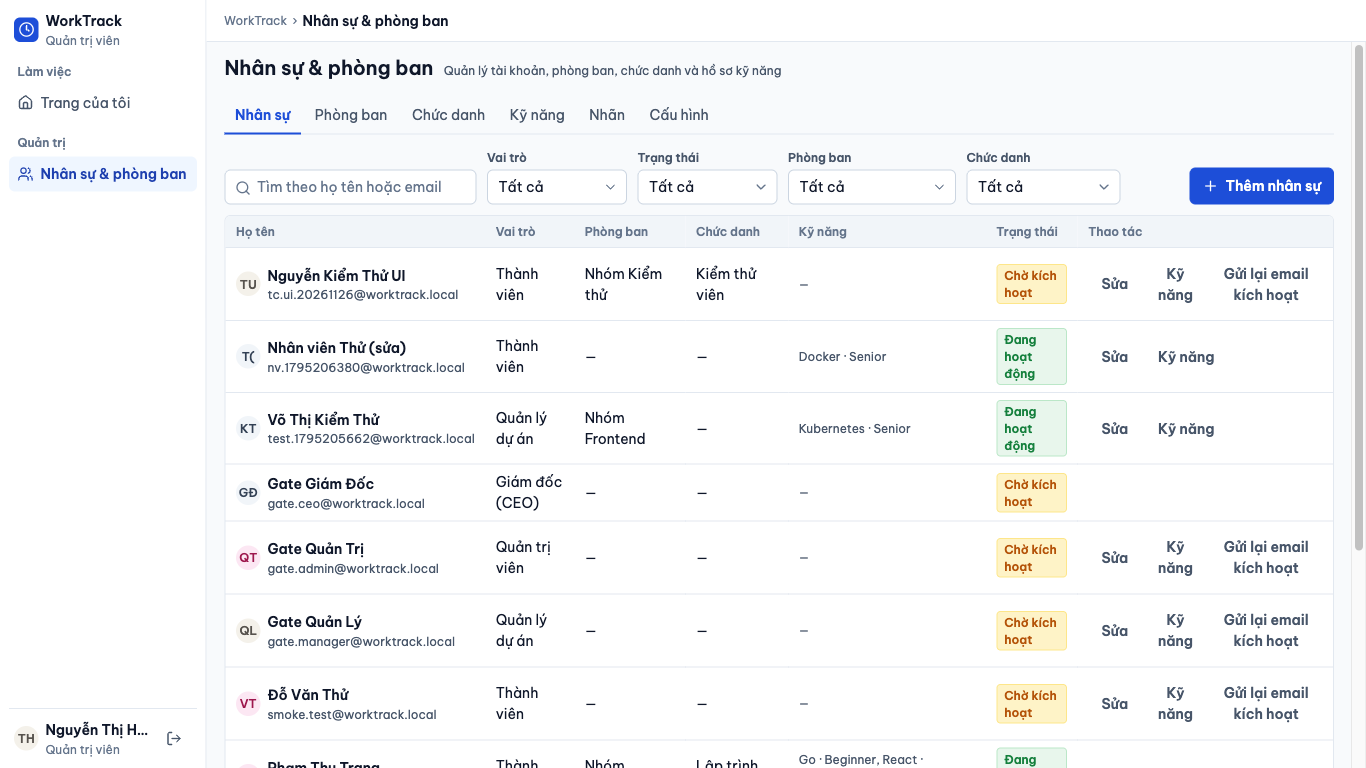 WorkTrack
Quản trị viên
Làm việc
Trang của tôi
Quản trị
Nhân sự & phòng ban
TH
Nguyễn Thị H...
Quản trị viên
WorkTrack › Nhân sự & phòng ban
Nhân sự & phòng ban Quản lý tài khoản, phòng ban, chức danh và hồ sơ kỹ năng
Nhân sự Phòng ban Chức danh Kỹ năng Nhãn Cấu hình
Vai trò Trạng thái Phòng ban Chức danh
Tìm theo họ tên hoặc email Tất cả Tất cả Tất cả Tất cả + Thêm nhân sự
Họ tên Vai trò Phòng ban Chức danh Kỹ năng Trạng thái Thao tác
TU
Nguyễn Kiểm Thử UI
tc.ui.20261126@worktrack.local
Thành
viên
Nhóm Kiểm
thử
Kiểm thử
viên
–
Chờ kích
hoạt
Sửa
Kỹ
năng
Gửi lại email
kích hoạt
T(
Nhân viên Thử (sửa)
nv.1795206380@worktrack.local
Thành
viên
–
–
Docker · Senior
Đang
hoạt
động
Sửa
Kỹ năng
KT
Võ Thị Kiểm Thử
test.1795205662@worktrack.local
Quản lý
dự án
Nhóm
Frontend
–
Kubernetes · Senior
Đang
hoạt
động
Sửa
Kỹ năng
GĐ
Gate Giám Đốc
gate.ceo@worktrack.local
Giám đốc
(CEO)
–
–
–
Chờ kích
hoạt
QT
Gate Quản Trị
gate.admin@worktrack.local
Quản trị
viên
–
–
–
Chờ kích
hoạt
Sửa
Kỹ
năng
Gửi lại email
kích hoạt
QL
Gate Quản Lý
gate.manager@worktrack.local
Quản lý
dự án
–
–
–
Chờ kích
hoạt
Sửa
Kỹ
năng
Gửi lại email
kích hoạt
VT
Đỗ Văn Thử
smoke.test@worktrack.local
Thành
viên
–
–
–
Chờ kích
hoạt
Sửa
Kỹ
năng
Gửi lại email
kích hoạt
Phạm Thu Trang
Thành
Nhóm
Lập trình
Go · Beginner, React ·
Đang